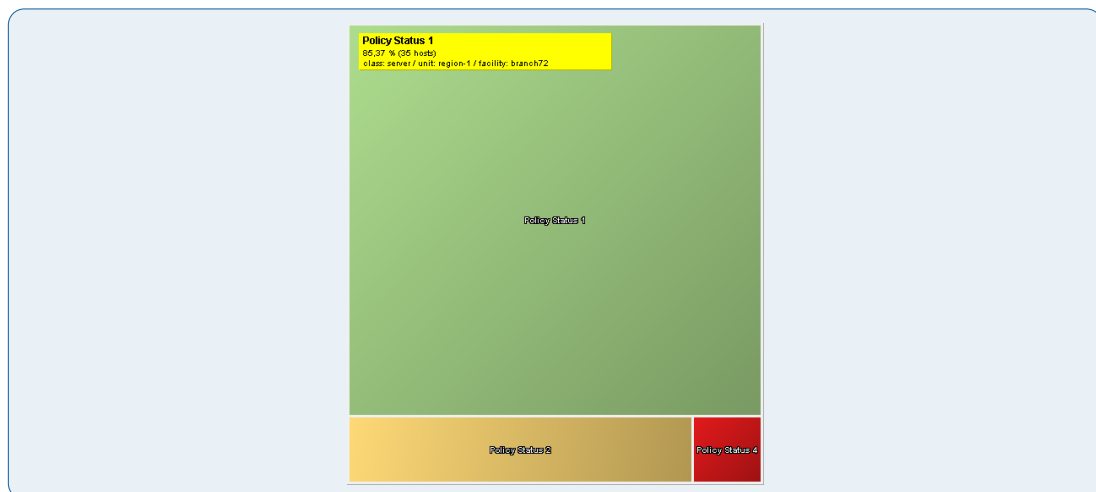 Policy Status 1
85,37 % (35 hosts)
class: server / unit: region-1 / facility: branch72
Policy Status 1
Policy Status 2
Policy Status 4